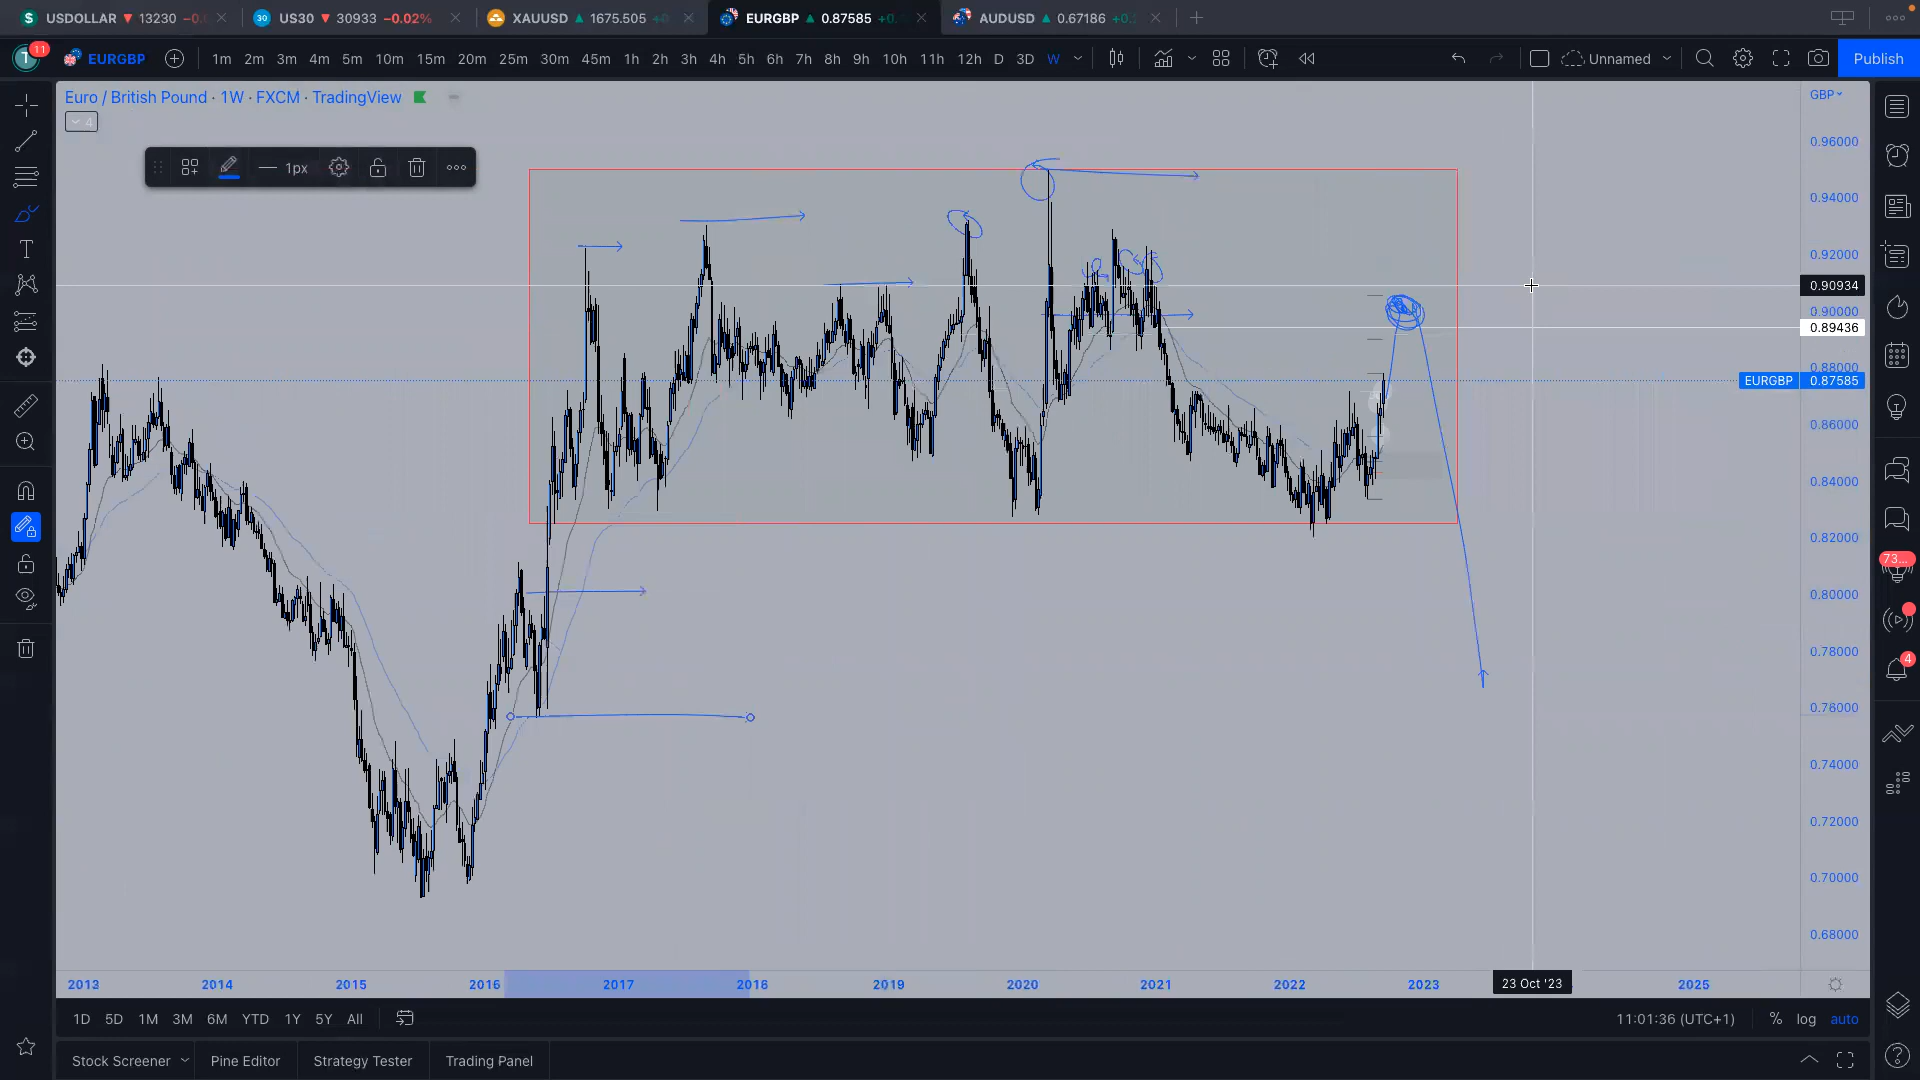 USDOLLAR ▼ 13230
30 US30 ▼ 30933 −0.02%
XAUUSD ▲ 1675.505
EURGBP ▲ 0.87585
AUDUSD ▲ 0.67186
T 11 EURGBP 1m 2m 3m 4m 5m 10m 15m 20m 25m 30m 45m 1h 2h 3h 4h 5h 6h 7h 8h 9h 10h 11h 12h D 3D W Unnamed Publish
Euro / British Pound · 1W · FXCM · TradingView
4
1px
GBP
0.96000
0.94000
0.92000
0.90934
0.90000
0.89436
0.88000
EURGBP 0.87585
0.86000
0.84000
0.82000
0.80000
0.78000
0.76000
0.74000
0.72000
0.70000
0.68000
73...
4
2013 2014 2015 2016 2017 2018 2019 2020 2021 2022 2023 23 Oct '23 2025
1D 5D 1M 3M 6M YTD 1Y 5Y All 11:01:36 (UTC+1) % log auto
Stock Screener Pine Editor Strategy Tester Trading Panel